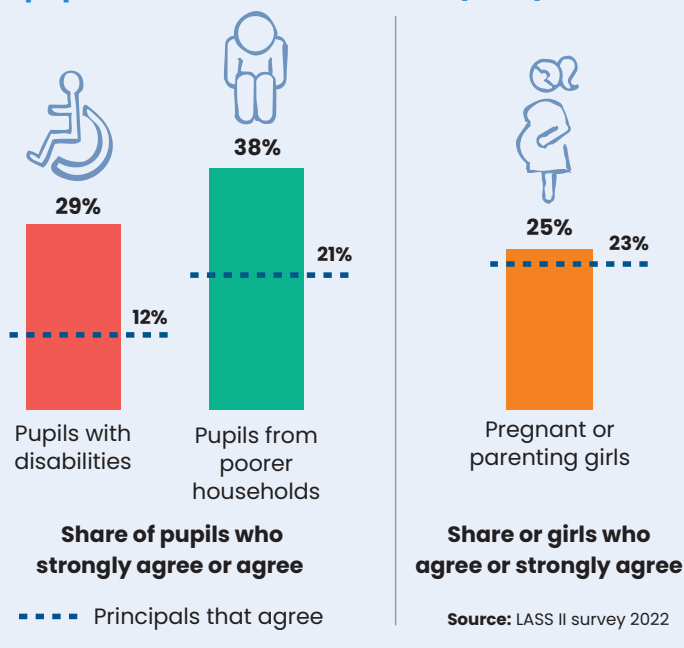 38%
29%
21%
12%
Pupils with
disabilities
Pupils from
poorer
households
Share of pupils who
strongly agree or agree
Principals that agree
25%
23%
Pregnant or
parenting girls
Share or girls who
agree or strongly agree
Source: LASS II survey 2022